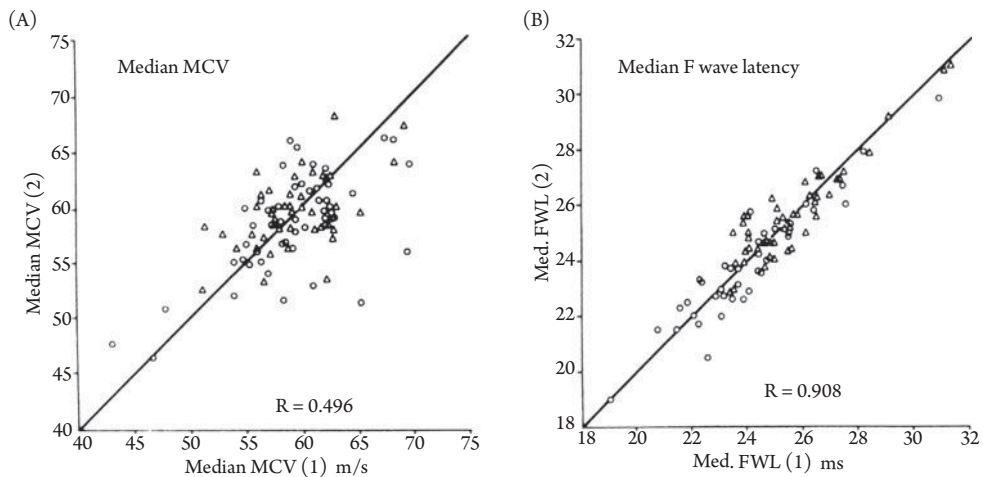 (A)
Median MCV
Median MCV (2)
75
70
65
60
55
50
45
40
40 45 50 55 60 65 70 75
R = 0.496
Median MCV (1) m/s
(B)
Median F wave latency
Med. FWL (2)
32
30
28
26
24
22
20
18
18 20 22 24 26 28 30 32
R = 0.908
Med. FWL (1) ms